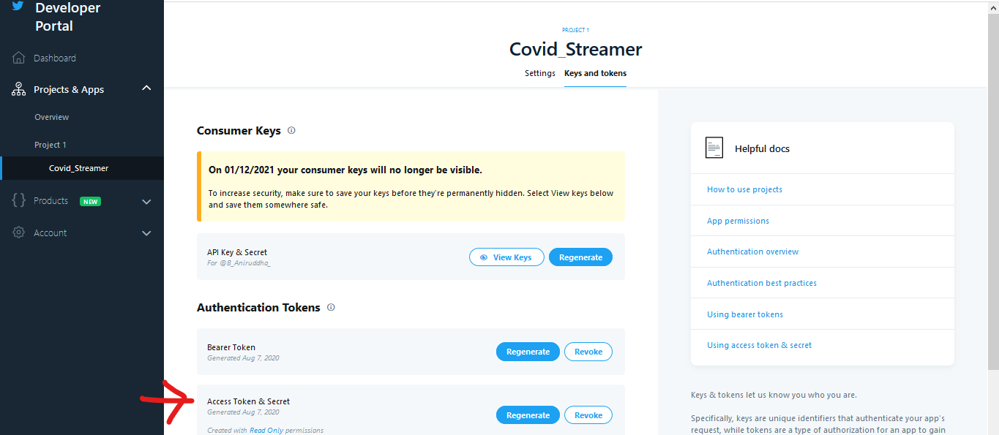 Developer
Portal
Dashboard
Projects & Apps
Overview
Project 1
Covid_Streamer
Products NEW
Account
PROJECT 1
Covid_Streamer
Settings Keys and tokens
Consumer Keys
On 01/12/2021 your consumer keys will no longer be visible.
To increase security, make sure to save your keys before they're permanently hidden. Select View keys below
and save them somewhere safe.
API Key & Secret
For @B_Aniruddha_
View Keys
Regenerate
Authentication Tokens
Bearer Token
Generated Aug 7, 2020
Regenerate
Revoke
Access Token & Secret
Generated Aug 7, 2020
Created with Read Only permissions
Regenerate
Revoke
Helpful docs
How to use projects
App permissions
Authentication overview
Authentication best practices
Using bearer tokens
Using access token & secret
Keys & tokens let us know you who you are.
Specifically, keys are unique identifiers that authenticate your app's
request, while tokens are a type of authorization for an app to gain